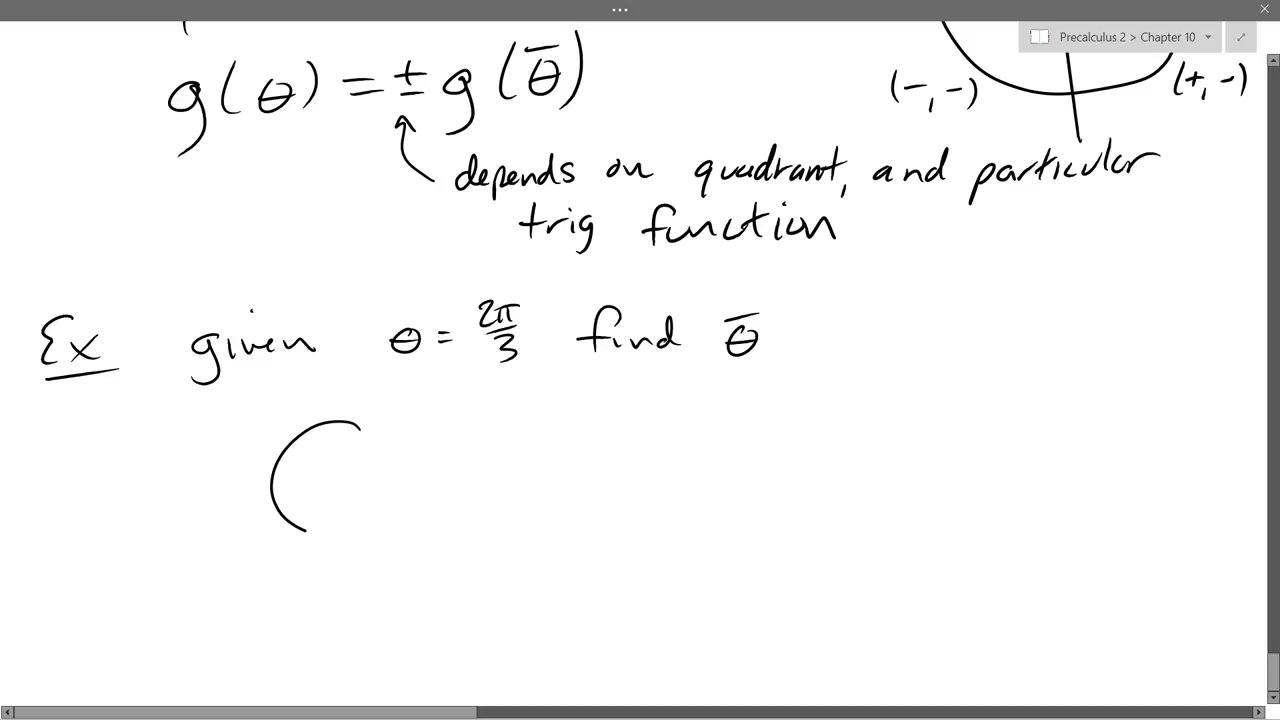 Precalculus 2 > Chapter 10
g(θ) = ± g(θ̅)
(-,-) (+,-)
depends on quadrant, and particular
trig function
Ex given θ = 2π/3 find θ̅